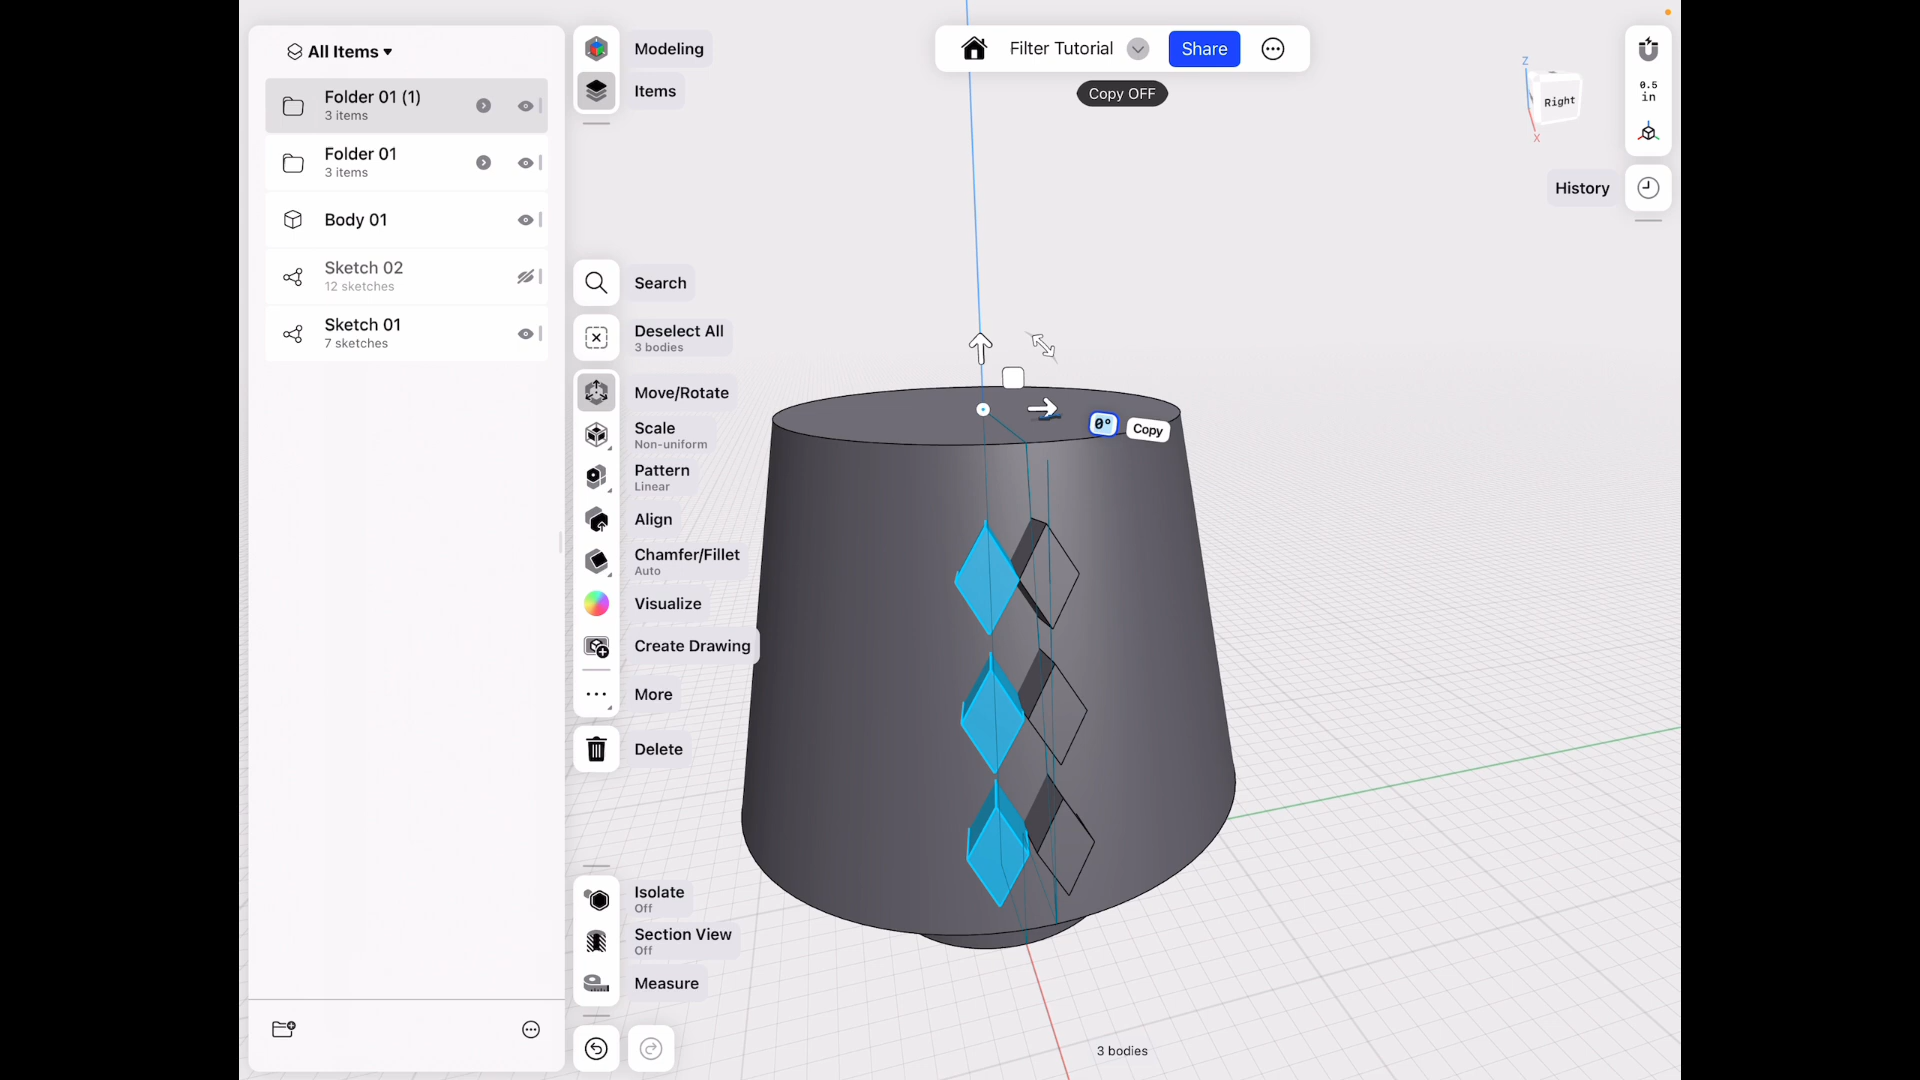 All Items
Folder 01 (1)
3 items
Folder 01
3 items
Body 01
Sketch 02
12 sketches
Sketch 01
7 sketches
Modeling
Items
Search
Deselect All
3 bodies
Move/Rotate
Scale
Non-uniform
Pattern
Linear
Align
Chamfer/Fillet
Auto
Visualize
Create Drawing
More
Delete
Isolate
Off
Section View
Off
Measure
Filter Tutorial
Share
Copy OFF
0°
Copy
3 bodies
Z
Right
X
0.5
in
History